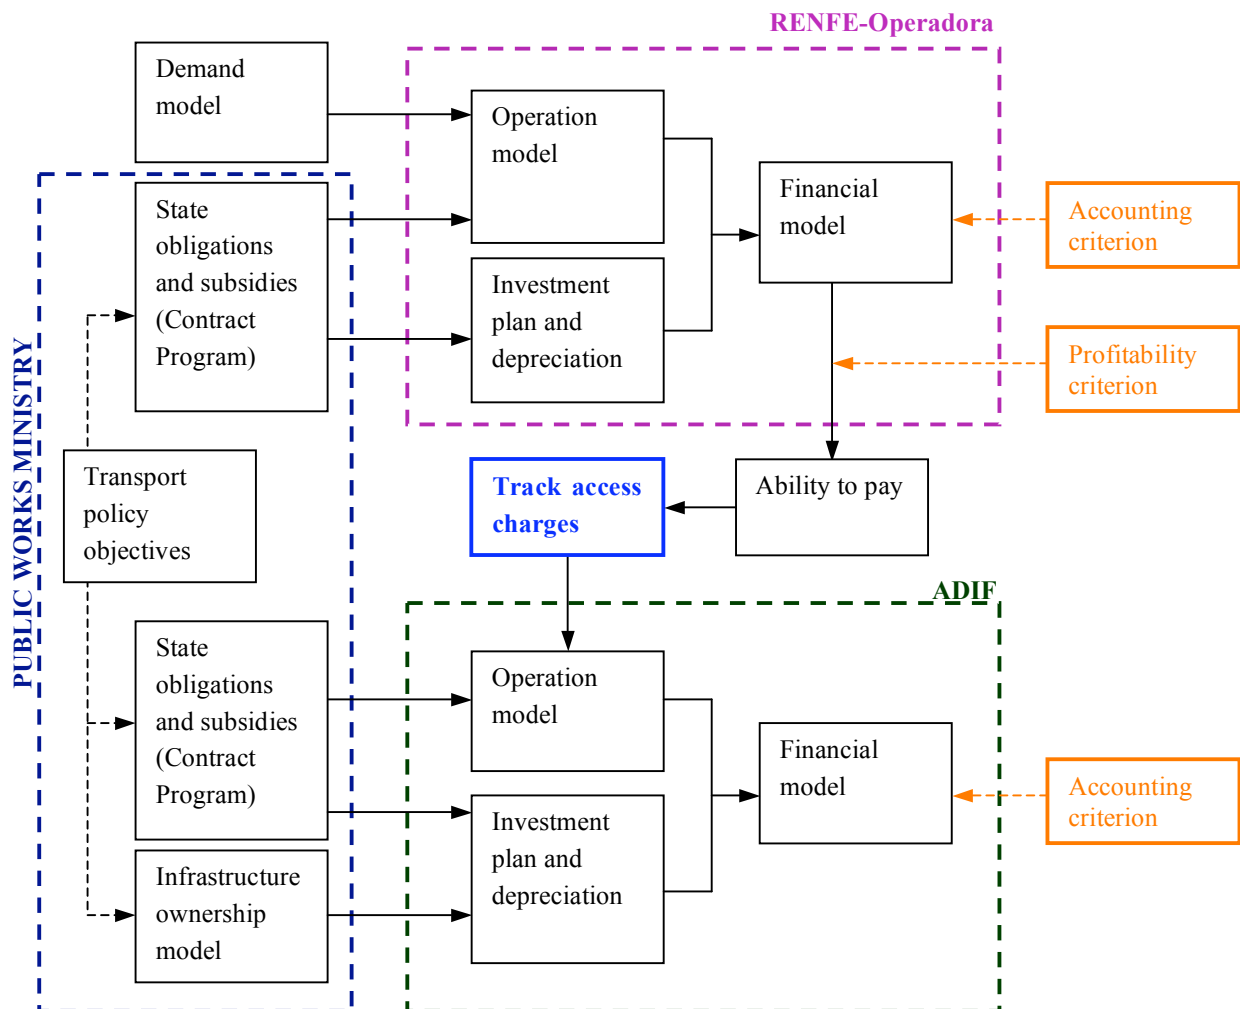 RENFE-Operadora
Demand
model
Operation
model
Financial
model
Accounting
criterion
State
obligations
and subsidies
(Contract
Program)
Investment
plan and
depreciation
Profitability
criterion
PUBLIC WORKS MINISTRY
Transport
policy
objectives
Track access
charges
Ability to pay
ADIF
State
obligations
and subsidies
(Contract
Program)
Operation
model
Financial
model
Accounting
criterion
Investment
plan and
depreciation
Infrastructure
ownership
model